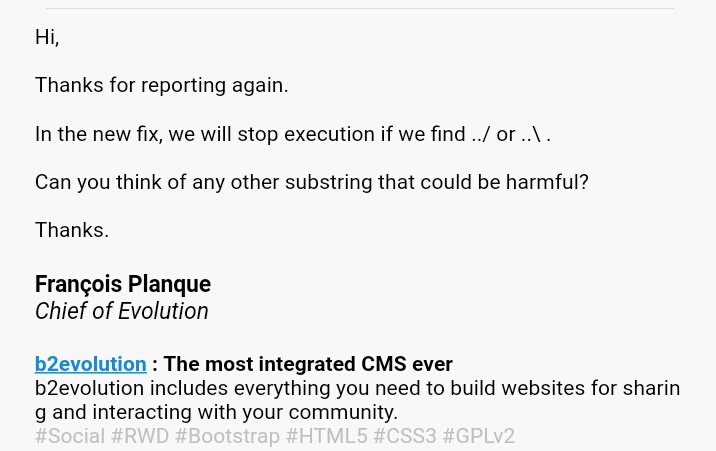 Hi,
Thanks for reporting again.
In the new fix, we will stop execution if we find ../ or ..\ .
Can you think of any other substring that could be harmful?
Thanks.
François Planque
Chief of Evolution
b2evolution : The most integrated CMS ever
b2evolution includes everything you need to build websites for sharin
g and interacting with your community.
#Social #RWD #Bootstrap #HTML5 #CSS3 #GPLv2